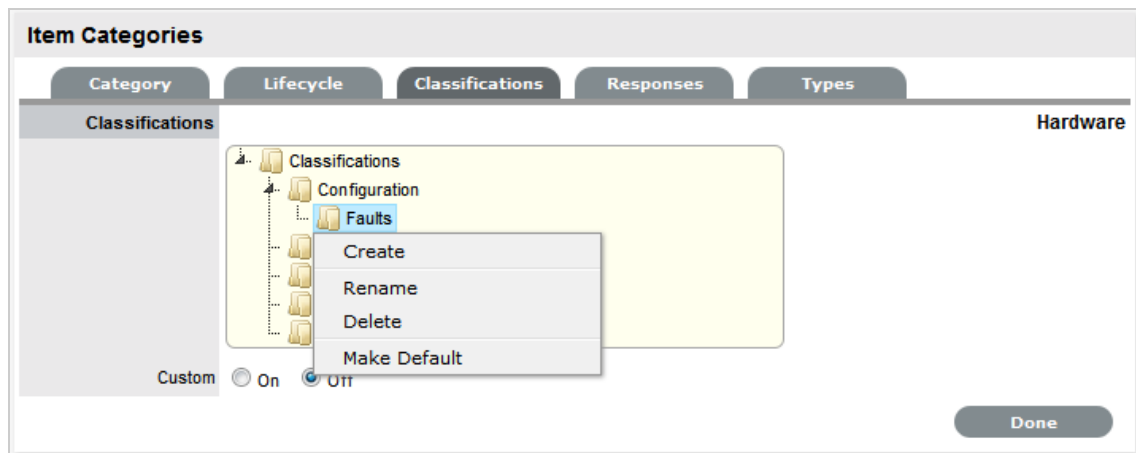 Item Categories
Category Lifecycle Classifications Responses Types
Classifications Hardware
Classifications
Configuration
Faults
Create
Rename
Delete
Make Default
Custom On Off
Done